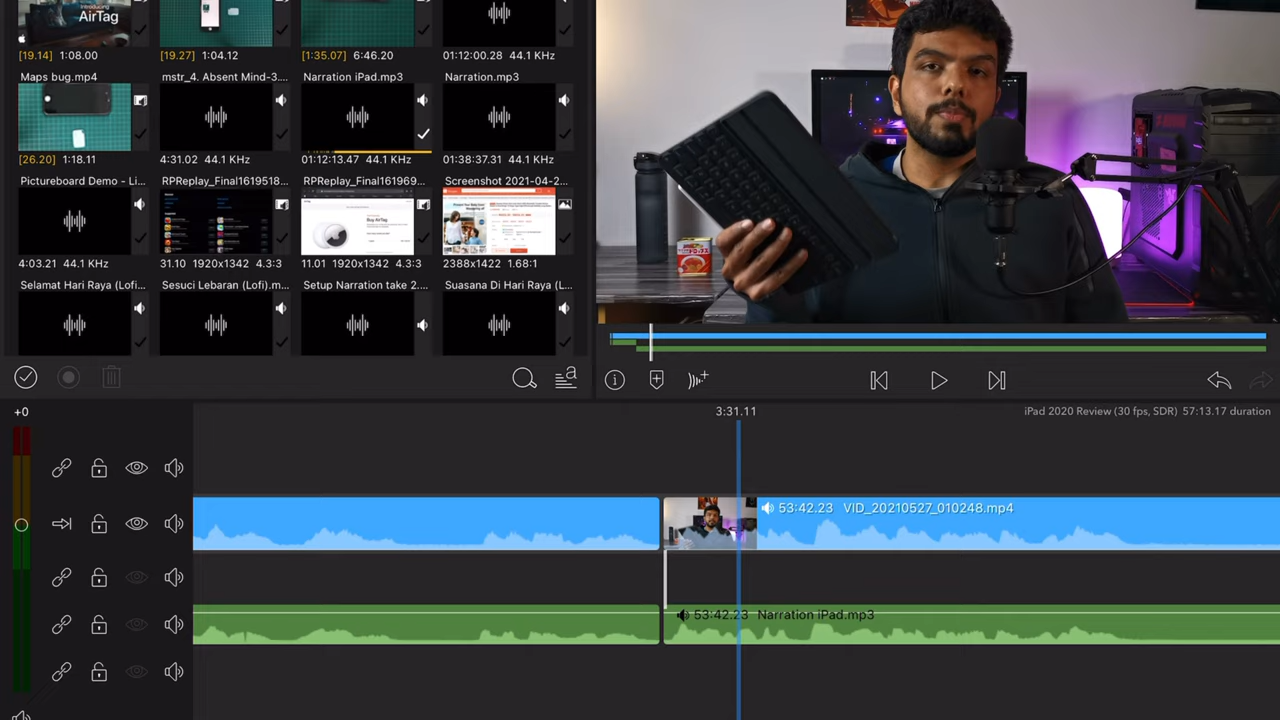 Introducing
AirTag
[19.14] 1:08.00
[19.27] 1:04.12
[1:35.07] 6:46.20
01:12:00.28 44.1 KHz
Maps bug.mp4
mstr_4. Absent Mind-3....
Narration iPad.mp3
Narration.mp3
[26.20] 1:18.11
4:31.02 44.1 KHz
01:12:13.47 44.1 KHz
01:38:37.31 44.1 KHz
Pictureboard Demo - Li...
RPReplay_Final1619518...
RPReplay_Final161969...
Screenshot 2021-04-2...
Buy AirTag
4:03.21 44.1 KHz
31.10 1920x1342 4.3:3
11.01 1920x1342 4.3:3
2388x1422 1.68:1
Selamat Hari Raya (Lofi...
Sesuci Lebaran (Lofi).m...
Setup Narration take 2....
Suasana Di Hari Raya (L...
+0
3:31.11
iPad 2020 Review (30 fps, SDR) 57:13.17 duration
53:42.23 VID_20210527_010248.mp4
53:42.23 Narration iPad.mp3